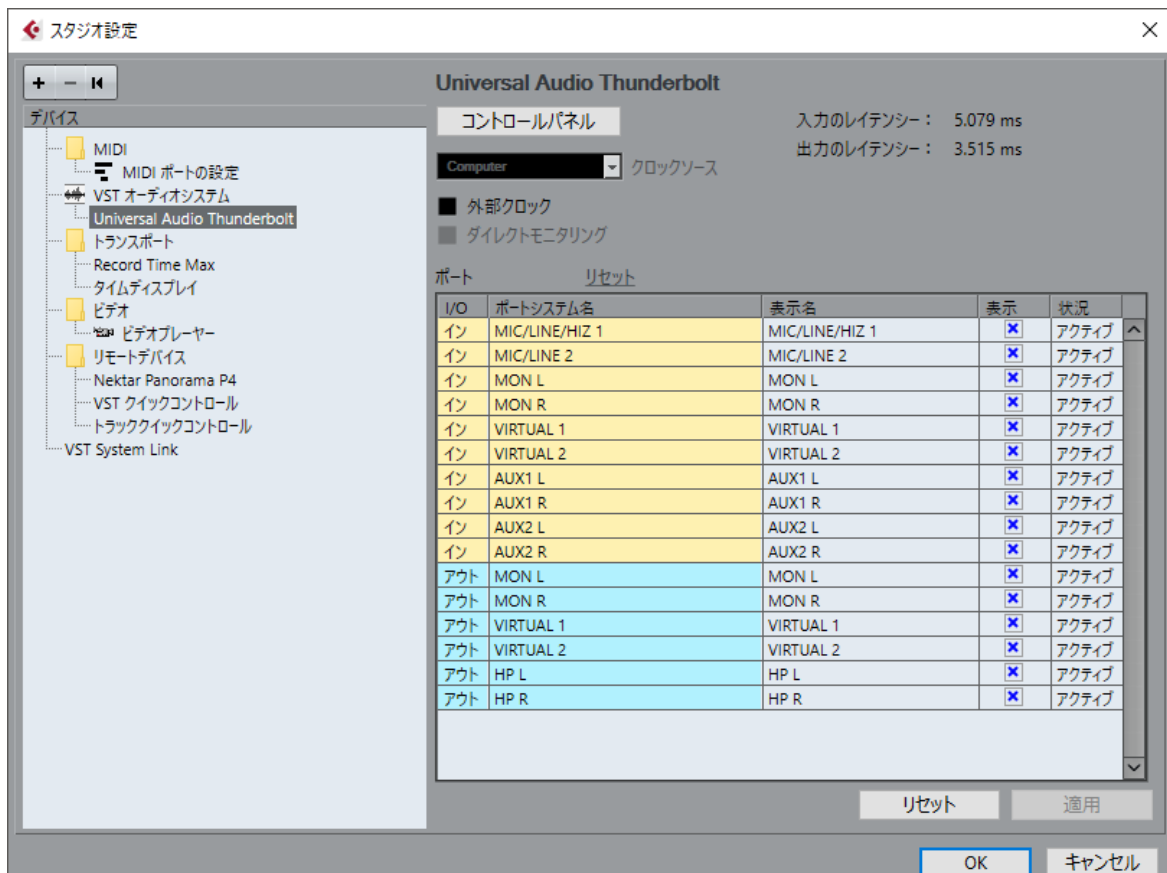 スタジオ設定
デバイス
MIDI
MIDI ポートの設定
VST オーディオシステム
Universal Audio Thunderbolt
トランスポート
Record Time Max
タイムディスプレイ
ビデオ
ビデオプレーヤー
リモートデバイス
Nektar Panorama P4
VST クイックコントロール
トラッククイックコントロール
VST System Link
Universal Audio Thunderbolt
コントロールパネル
入力のレイテンシー： 5.079 ms
出力のレイテンシー： 3.515 ms
Computer クロックソース
外部クロック
ダイレクトモニタリング
ポート リセット
I/O ポートシステム名 表示名 表示 状況
イン MIC/LINE/HIZ 1 MIC/LINE/HIZ 1 アクティブ
イン MIC/LINE 2 MIC/LINE 2 アクティブ
イン MON L MON L アクティブ
イン MON R MON R アクティブ
イン VIRTUAL 1 VIRTUAL 1 アクティブ
イン VIRTUAL 2 VIRTUAL 2 アクティブ
イン AUX1 L AUX1 L アクティブ
イン AUX1 R AUX1 R アクティブ
イン AUX2 L AUX2 L アクティブ
イン AUX2 R AUX2 R アクティブ
アウト MON L MON L アクティブ
アウト MON R MON R アクティブ
アウト VIRTUAL 1 VIRTUAL 1 アクティブ
アウト VIRTUAL 2 VIRTUAL 2 アクティブ
アウト HP L HP L アクティブ
アウト HP R HP R アクティブ
リセット 適用
OK キャンセル